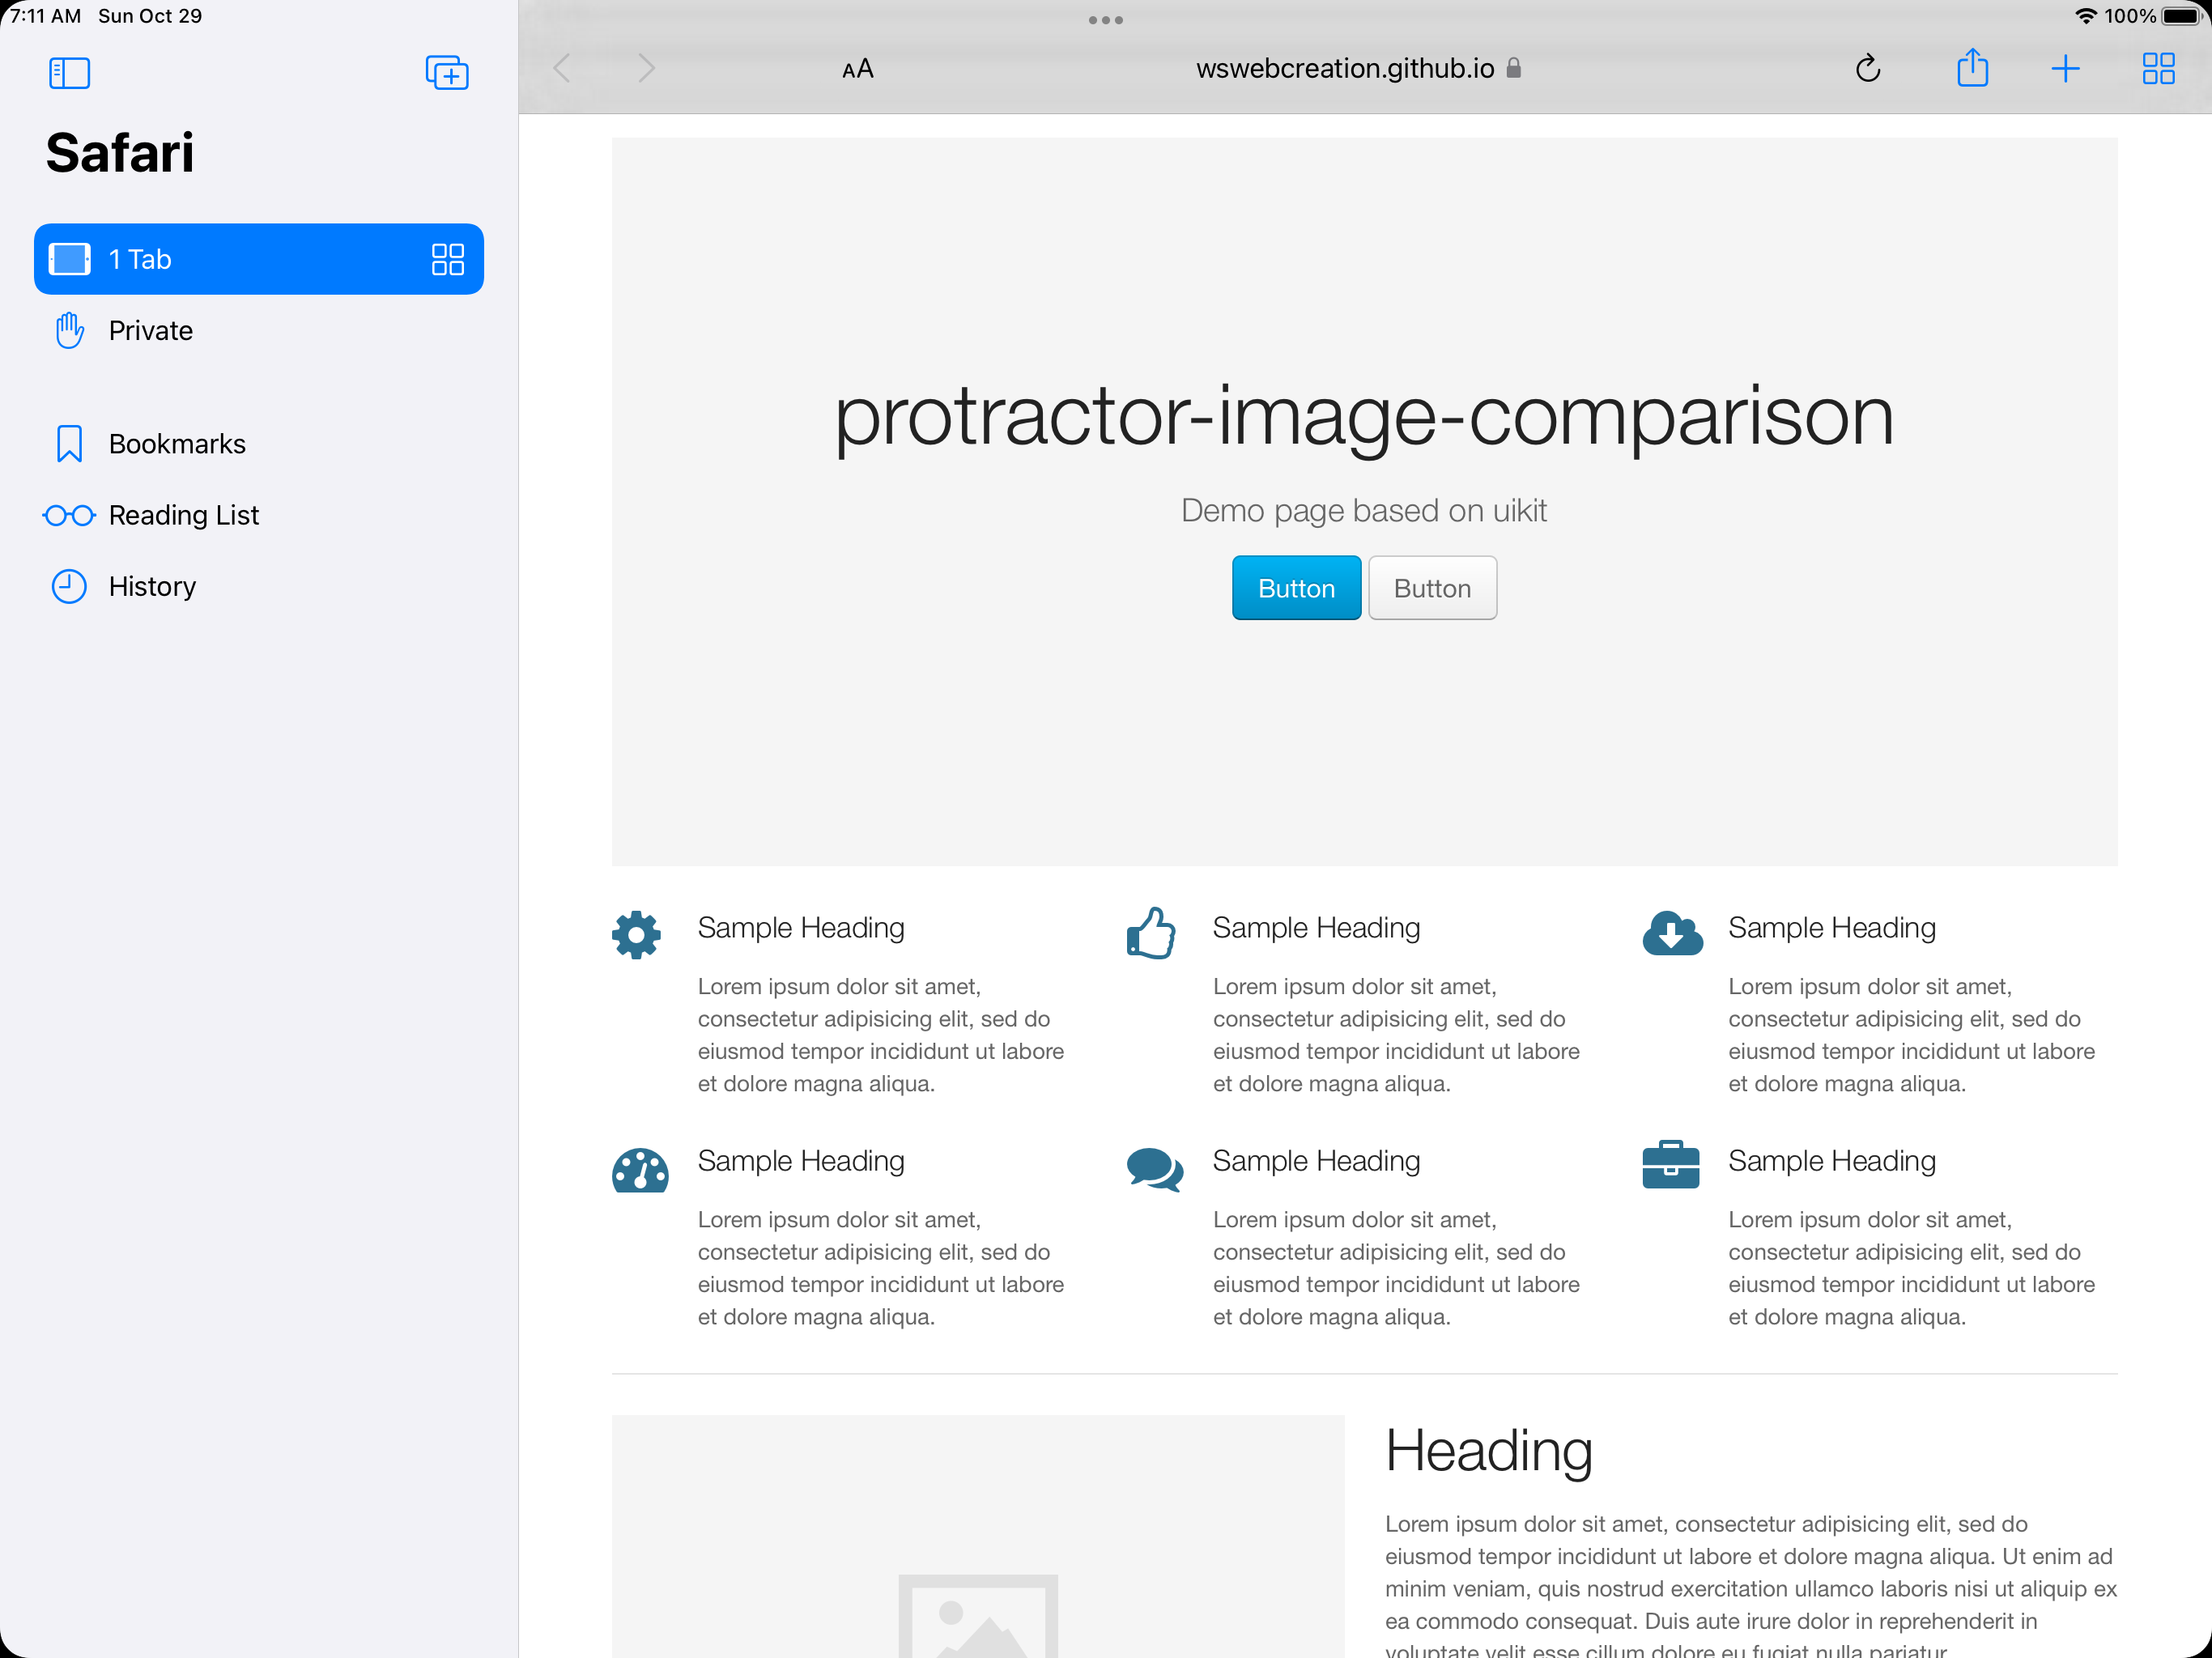 7:11 AM Sun Oct 29
100%
Safari
1 Tab
Private
Bookmarks
Reading List
History
AA
wswebcreation.github.io
protractor-image-comparison
Demo page based on uikit
Button
Button
Sample Heading
Lorem ipsum dolor sit amet,
consectetur adipisicing elit, sed do
eiusmod tempor incididunt ut labore
et dolore magna aliqua.
Sample Heading
Lorem ipsum dolor sit amet,
consectetur adipisicing elit, sed do
eiusmod tempor incididunt ut labore
et dolore magna aliqua.
Sample Heading
Lorem ipsum dolor sit amet,
consectetur adipisicing elit, sed do
eiusmod tempor incididunt ut labore
et dolore magna aliqua.
Sample Heading
Lorem ipsum dolor sit amet,
consectetur adipisicing elit, sed do
eiusmod tempor incididunt ut labore
et dolore magna aliqua.
Sample Heading
Lorem ipsum dolor sit amet,
consectetur adipisicing elit, sed do
eiusmod tempor incididunt ut labore
et dolore magna aliqua.
Sample Heading
Lorem ipsum dolor sit amet,
consectetur adipisicing elit, sed do
eiusmod tempor incididunt ut labore
et dolore magna aliqua.
Heading
Lorem ipsum dolor sit amet, consectetur adipisicing elit, sed do
eiusmod tempor incididunt ut labore et dolore magna aliqua. Ut enim ad
minim veniam, quis nostrud exercitation ullamco laboris nisi ut aliquip ex
ea commodo consequat. Duis aute irure dolor in reprehenderit in
voluptate velit esse cillum dolore eu fugiat nulla pariatur